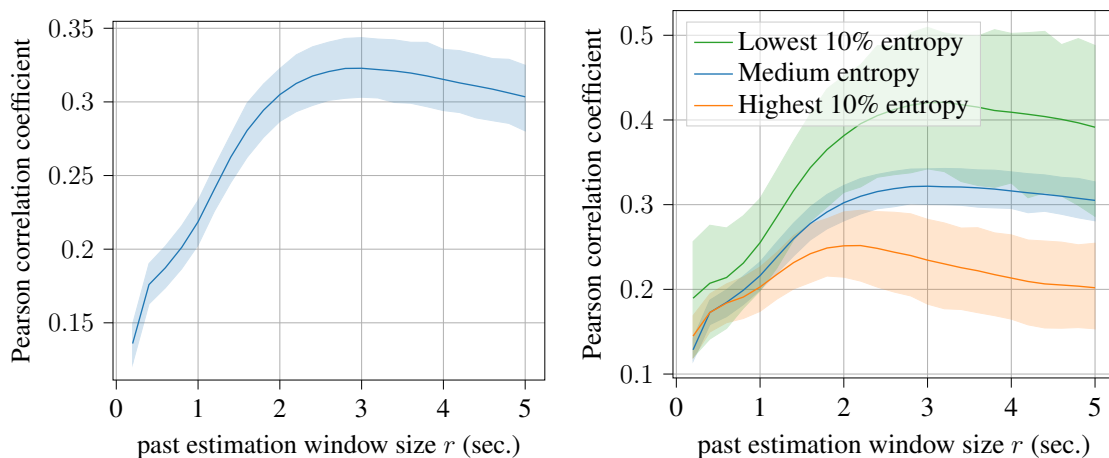 Pearson correlation coefficient
0.35
0.3
0.25
0.2
0.15
0 1 2 3 4 5
past estimation window size r (sec.)
Pearson correlation coefficient
0.5
0.4
0.3
0.2
0.1
Lowest 10% entropy
Medium entropy
Highest 10% entropy
0 1 2 3 4 5
past estimation window size r (sec.)